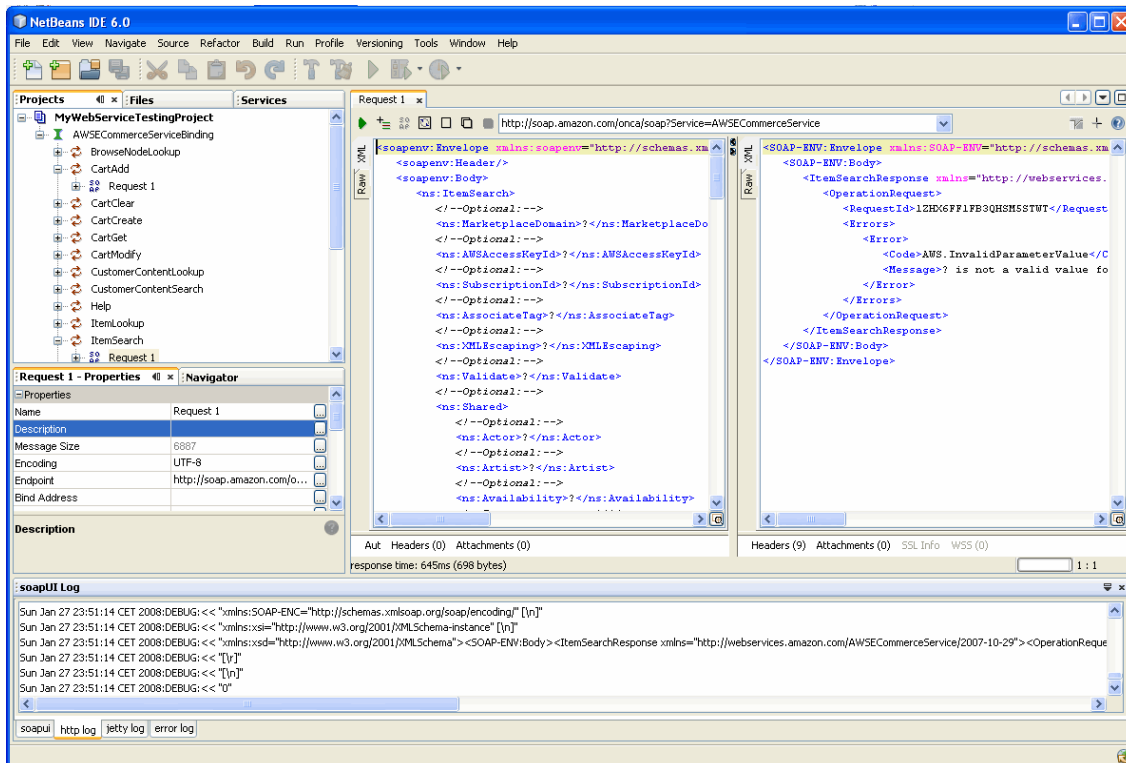 NetBeans IDE 6.0
File Edit View Navigate Source Refactor Build Run Profile Versioning Tools Window Help
Projects Files Services
MyWebServiceTestingProject
AWSECommerceServiceBinding
BrowseNodeLookup
CartAdd
Request 1
CartClear
CartCreate
CartGet
CartModify
CustomerContentLookup
CustomerContentSearch
Help
ItemLookup
ItemSearch
Request 1
Request 1 - Properties Navigator
Properties
Name Request 1
Description
Message Size 6887
Encoding UTF-8
Endpoint http://soap.amazon.com/o...
Bind Address
Description
Request 1
http://soap.amazon.com/onca/soap?Service=AWSECommerceService
XML
Raw
<soapenv:Envelope xmlns:soapenv="http://schemas.xm
<soapenv:Header/>
<soapenv:Body>
<ns:ItemSearch>
<!--Optional:-->
<ns:MarketplaceDomain>?</ns:MarketplaceDo
<!--Optional:-->
<ns:AWSAccessKeyId>?</ns:AWSAccessKeyId>
<!--Optional:-->
<ns:SubscriptionId>?</ns:SubscriptionId>
<!--Optional:-->
<ns:AssociateTag>?</ns:AssociateTag>
<!--Optional:-->
<ns:XMLEscaping>?</ns:XMLEscaping>
<!--Optional:-->
<ns:Validate>?</ns:Validate>
<!--Optional:-->
<ns:Shared>
<!--Optional:-->
<ns:Actor>?</ns:Actor>
<!--Optional:-->
<ns:Artist>?</ns:Artist>
<!--Optional:-->
<ns:Availability>?</ns:Availability>
Aut Headers (0) Attachments (0)
XML
Raw
<SOAP-ENV:Envelope xmlns:SOAP-ENV="http://schemas.xm
<SOAP-ENV:Body>
<ItemSearchResponse xmlns="http://webservices.
<OperationRequest>
<RequestId>1ZHX6FF1FB3QHSM5STWT</Request
<Errors>
<Error>
<Code>AWS.InvalidParameterValue</C
<Message>? is not a valid value fo
</Error>
</Errors>
</OperationRequest>
</ItemSearchResponse>
</SOAP-ENV:Body>
</SOAP-ENV:Envelope>
Headers (9) Attachments (0) SSL Info WSS (0)
response time: 645ms (698 bytes)
1 : 1
soapUI Log
Sun Jan 27 23:51:14 CET 2008:DEBUG:<< "xmlns:SOAP-ENC="http://schemas.xmlsoap.org/soap/encoding/" [\n]"
Sun Jan 27 23:51:14 CET 2008:DEBUG:<< "xmlns:xsi="http://www.w3.org/2001/XMLSchema-instance" [\n]"
Sun Jan 27 23:51:14 CET 2008:DEBUG:<< "xmlns:xsd="http://www.w3.org/2001/XMLSchema"><SOAP-ENV:Body><ItemSearchResponse xmlns="http://webservices.amazon.com/AWSECommerceService/2007-10-29"><OperationReque
Sun Jan 27 23:51:14 CET 2008:DEBUG:<< "[\r]"
Sun Jan 27 23:51:14 CET 2008:DEBUG:<< "[\n]"
Sun Jan 27 23:51:14 CET 2008:DEBUG:<< "0"
soapui http log jetty log error log